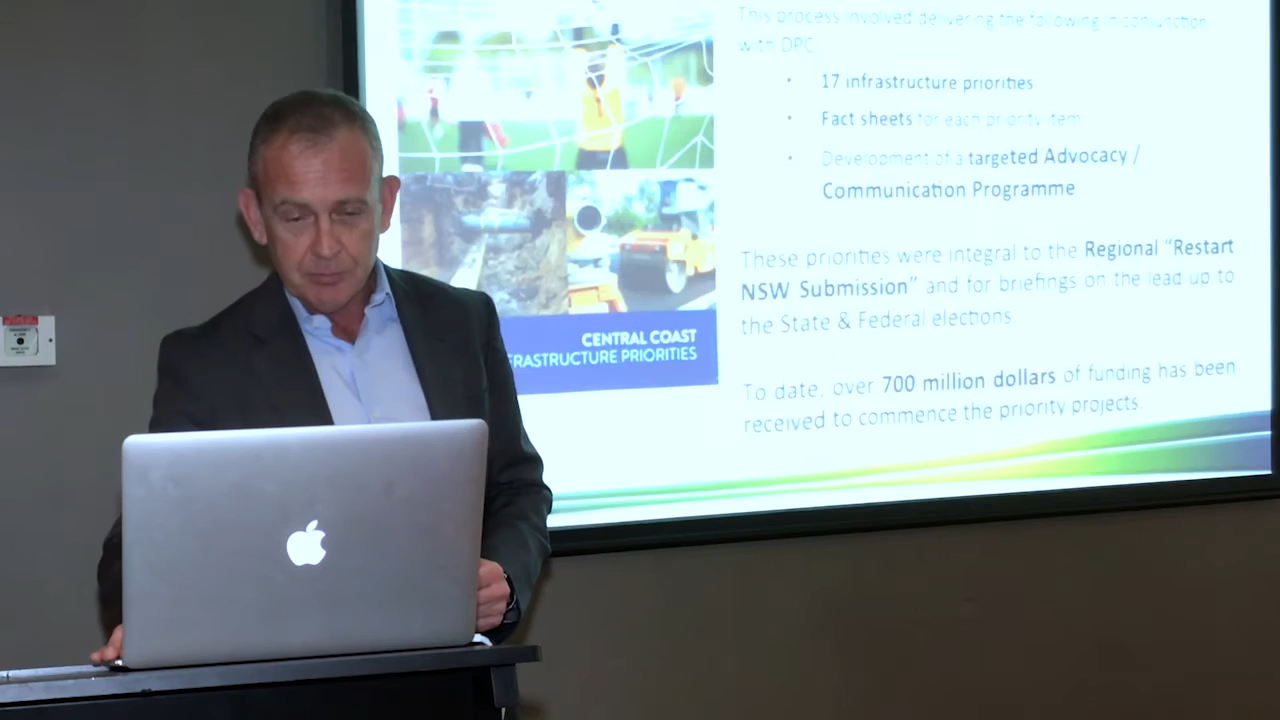 This process involved delivering the following in conjunction
with DPC
• 17 infrastructure priorities
• Fact sheets for each priority item
• Development of a targeted Advocacy /
Communication Programme
These priorities were integral to the Regional “Restart
NSW Submission” and for briefings on the lead up to
the State & Federal elections.
To date, over 700 million dollars of funding has been
received to commence the priority projects.
CENTRAL COAST
FRASTRUCTURE PRIORITIES